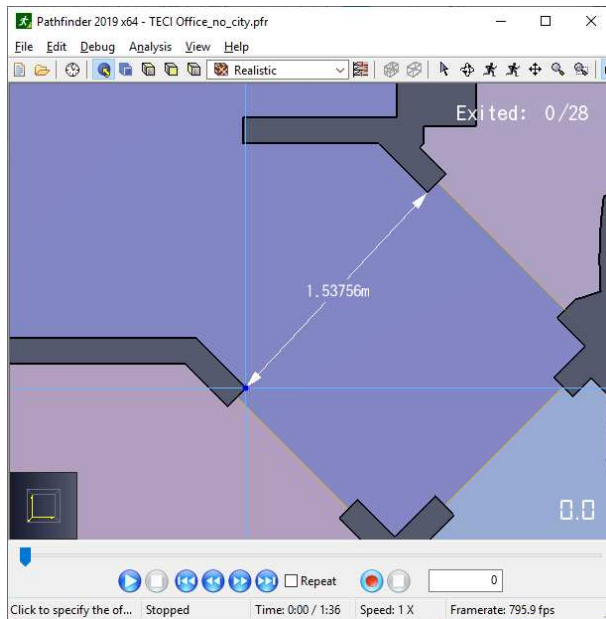 Pathfinder 2019 x64 - TECI Office_no_city.pfr
File Edit Debug Analysis View Help
Realistic
Exited: 0/28
1.53756m
0.0
Repeat
0
Click to specify the of... Stopped Time: 0:00 / 1:36 Speed: 1 X Framerate: 795.9 fps